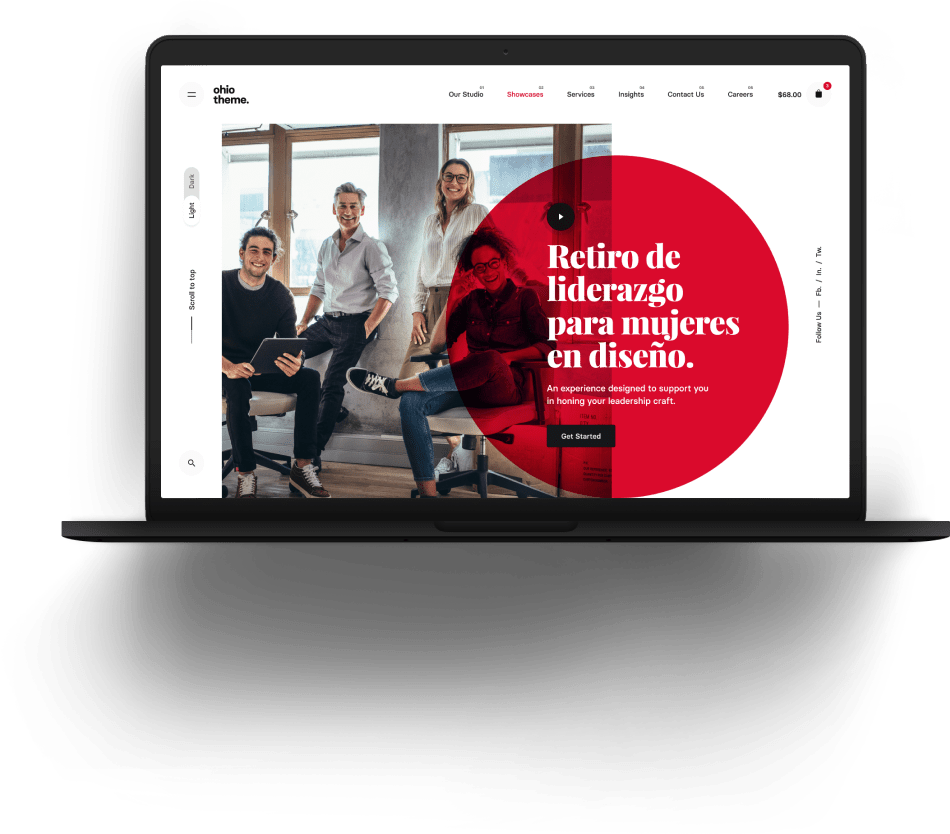 ohio
theme.
01
Our Studio
02
Showcases
03
Services
04
Insights
05
Contact Us
06
Careers
$68.00
3
Dark
Light
Scroll to top
Retiro de
liderazgo
para mujeres
en diseño.
An experience designed to support you
in honing your leadership craft.
Get Started
Follow Us — Fb. / In. / Tw.